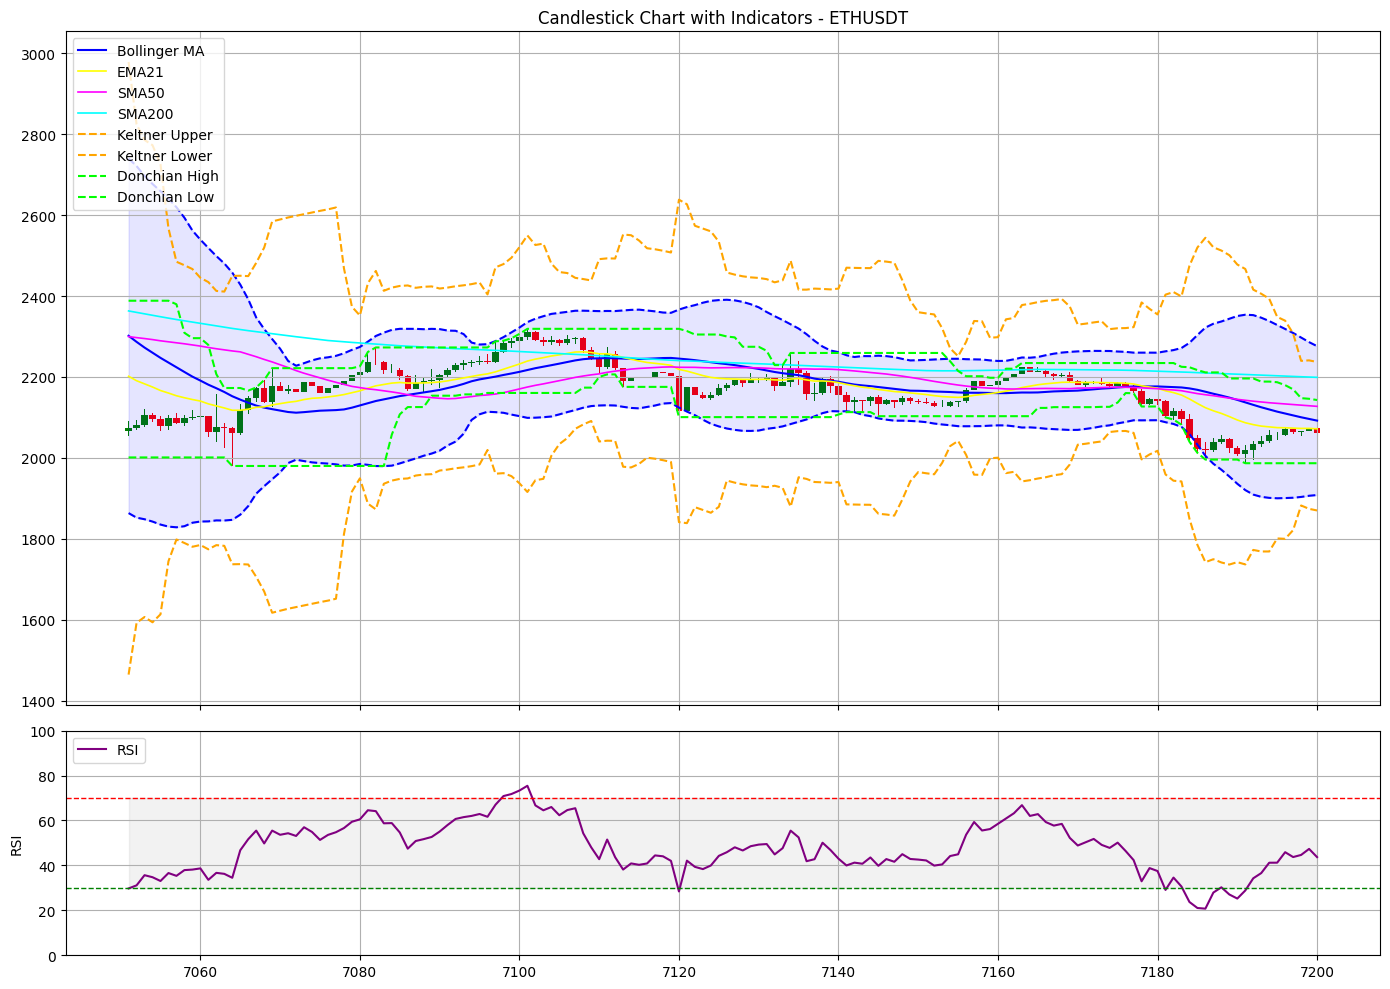 Candlestick Chart with Indicators - ETHUSDT
3000
2800
2600
2400
2200
2000
1800
1600
1400
Bollinger MA
EMA21
SMA50
SMA200
Keltner Upper
Keltner Lower
Donchian High
Donchian Low
100
80
60
40
20
0
RSI
RSI
7060 7080 7100 7120 7140 7160 7180 7200